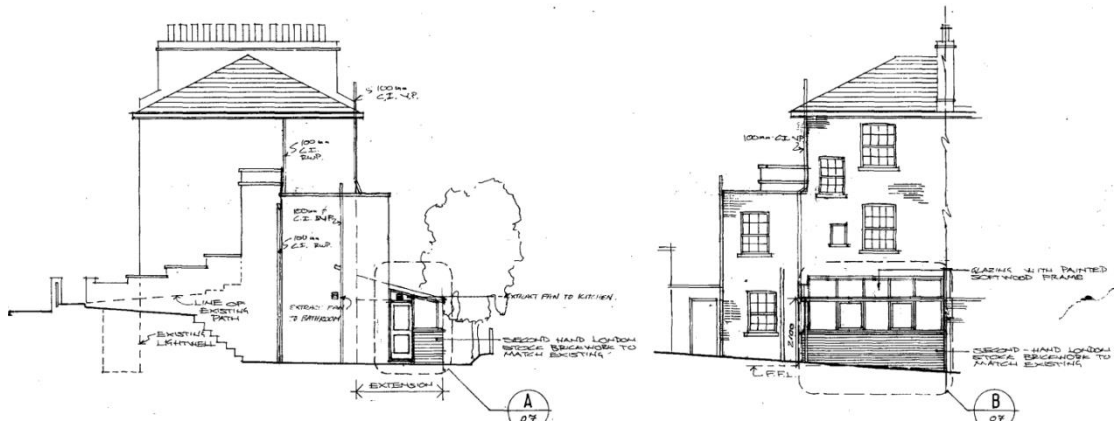 100mm
C.I. V.P.
100mm
C.I.
RWP.
100mm
C.I. RWP.
100mm
C.I. RWP.
LINE OF
EXISTING
PATH
EXISTING
LIGHTWELL
EXTRACT FAN
TO BATHROOM
EXTRACT FAN TO KITCHEN.
SECOND HAND LONDON
STOCK BRICKWORK TO
MATCH EXISTING
EXTENSION
A
07
100mm C.I. VP
GLAZING WITH PAINTED
SOFTWOOD FRAME
2100
SECOND-HAND LONDON
STOCK BRICKWORK TO
MATCH EXISTING
F.F.L.
B
07